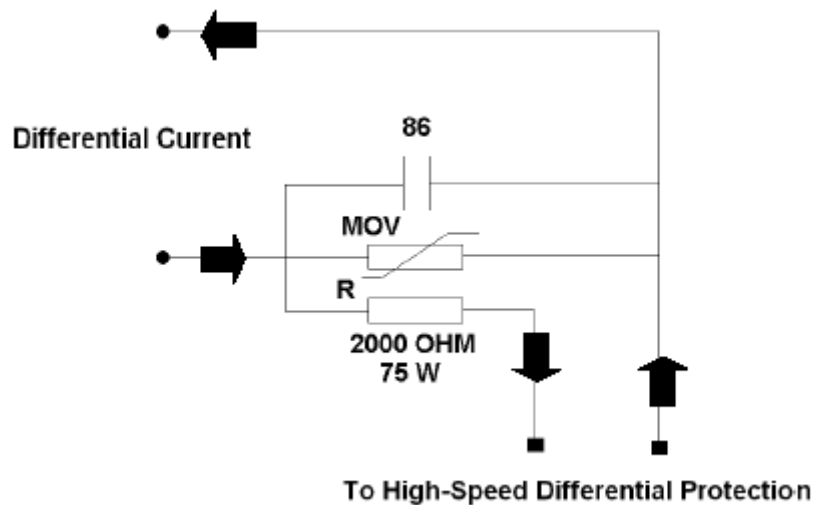 Differential Current
86
MOV
R
2000 OHM
75 W
To High-Speed Differential Protection